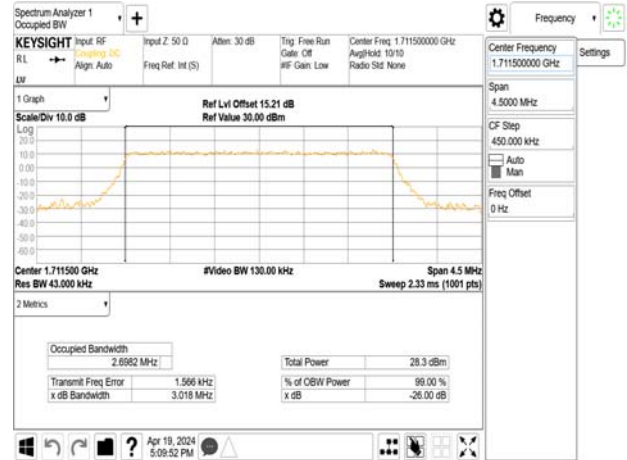 Spectrum Analyzer 1
Occupied BW
+
Frequency
KEYSIGHT
Input: RF
Input Z: 50 Ω
Atten: 30 dB
Trig: Free Run
Center Freq: 1.711500000 GHz
RL
Coupling: DC
Gate: Off
Avg|Hold: 10/10
Align: Auto
Freq Ref: Int (S)
#IF Gain: Low
Radio Std: None
Center Frequency
1.711500000 GHz
Settings
Span
4.5000 MHz
CF Step
450.000 kHz
Auto
Man
Freq Offset
0 Hz
1 Graph
Ref Lvl Offset 15.21 dB
Scale/Div 10.0 dB
Ref Value 30.00 dBm
Log
20.0
10.0
0.00
-10.0
-20.0
-30.0
-40.0
-50.0
-60.0
Center 1.711500 GHz
#Video BW 130.00 kHz
Span 4.5 MHz
Res BW 43.000 kHz
Sweep 2.33 ms (1001 pts)
2 Metrics
Occupied Bandwidth
2.6982 MHz
Total Power
28.3 dBm
Transmit Freq Error
1.566 kHz
% of OBW Power
99.00 %
x dB Bandwidth
3.018 MHz
x dB
-26.00 dB
?
Apr 19, 2024
5:09:52 PM